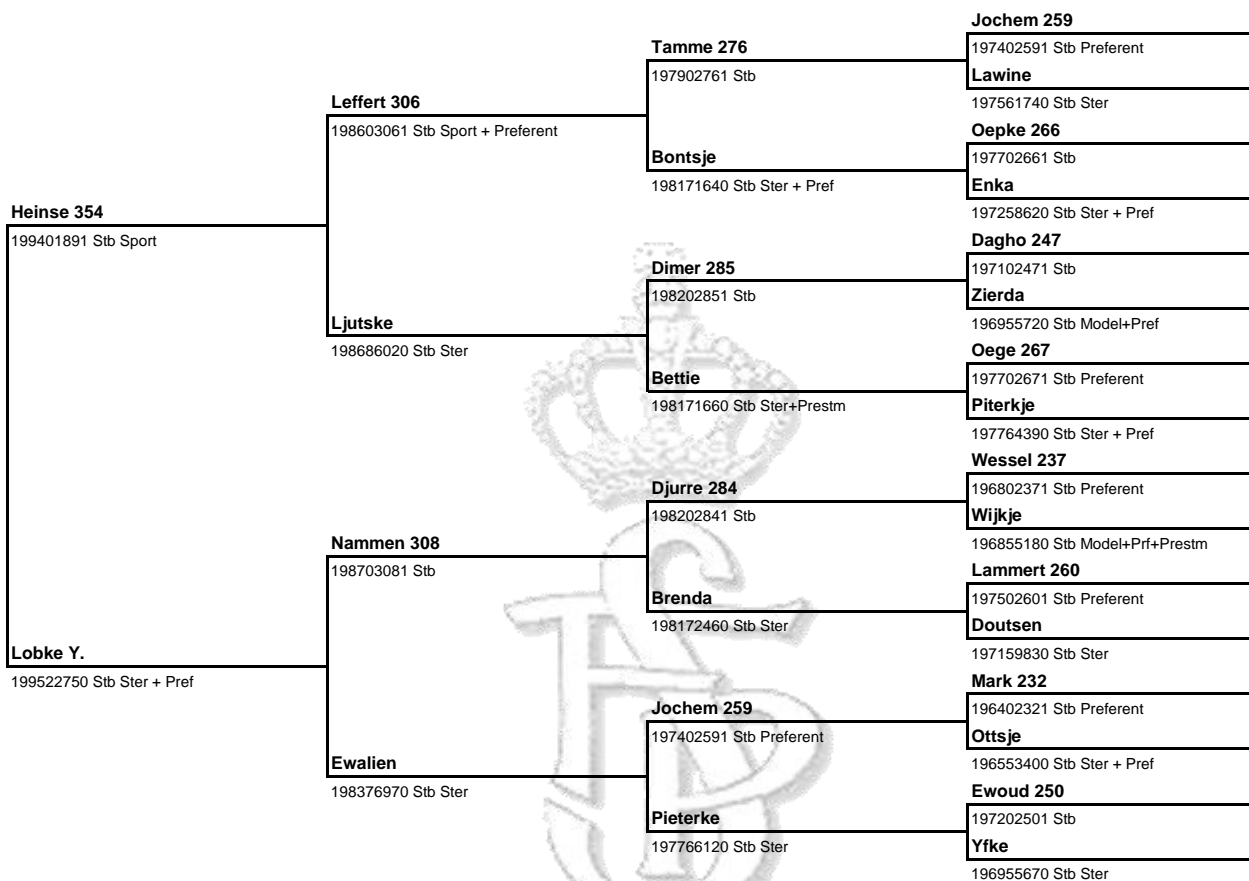 Jochem 259
197402591 Stb Preferent
Tamme 276
197902761 Stb
Lawine
197561740 Stb Ster
Leffert 306
198603061 Stb Sport + Preferent
Oepke 266
197702661 Stb
Bontsje
198171640 Stb Ster + Pref
Enka
197258620 Stb Ster + Pref
Heinse 354
199401891 Stb Sport
Dagho 247
197102471 Stb
Dimer 285
198202851 Stb
Zierda
196955720 Stb Model+Pref
Ljutske
198686020 Stb Ster
Oege 267
197702671 Stb Preferent
Bettie
198171660 Stb Ster+Prestm
Piterkje
197764390 Stb Ster + Pref
Wessel 237
196802371 Stb Preferent
Djurre 284
198202841 Stb
Wijkje
196855180 Stb Model+Prf+Prestm
Nammen 308
198703081 Stb
Lammert 260
197502601 Stb Preferent
Brenda
198172460 Stb Ster
Doutsen
197159830 Stb Ster
Lobke Y.
199522750 Stb Ster + Pref
Mark 232
196402321 Stb Preferent
Jochem 259
197402591 Stb Preferent
Ottsje
196553400 Stb Ster + Pref
Ewalien
198376970 Stb Ster
Ewoud 250
197202501 Stb
Pieterke
197766120 Stb Ster
Yfke
196955670 Stb Ster